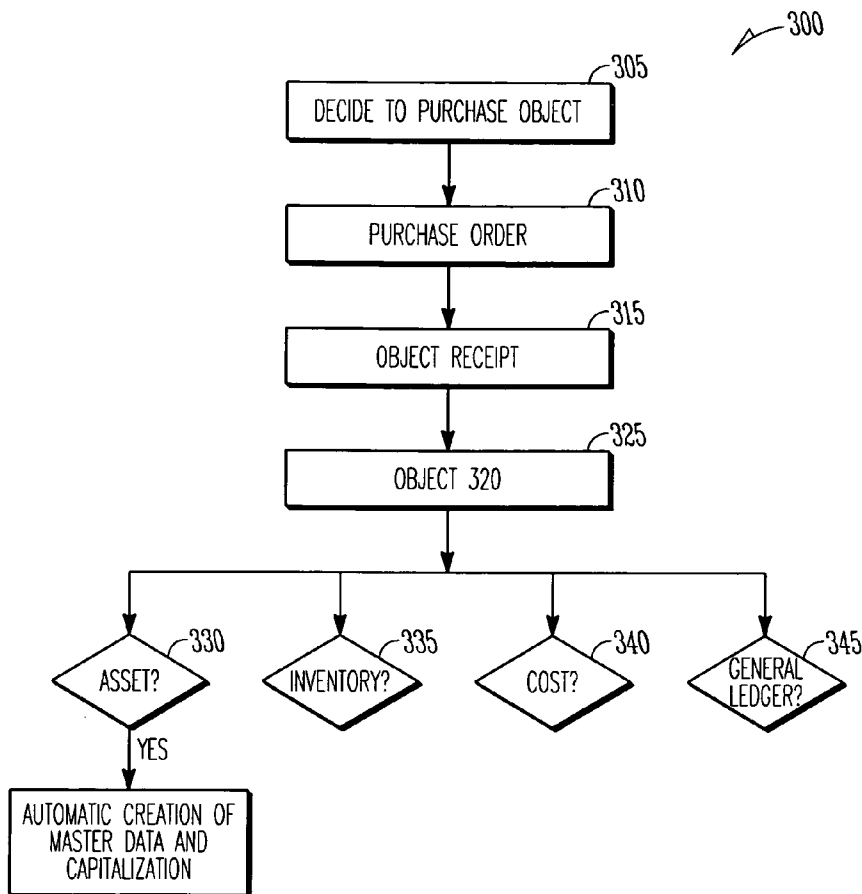 300
305
DECIDE TO PURCHASE OBJECT
310
PURCHASE ORDER
315
OBJECT RECEIPT
325
OBJECT 320
330
ASSET?
335
INVENTORY?
340
COST?
345
GENERAL
LEDGER?
YES
AUTOMATIC CREATION OF
MASTER DATA AND
CAPITALIZATION